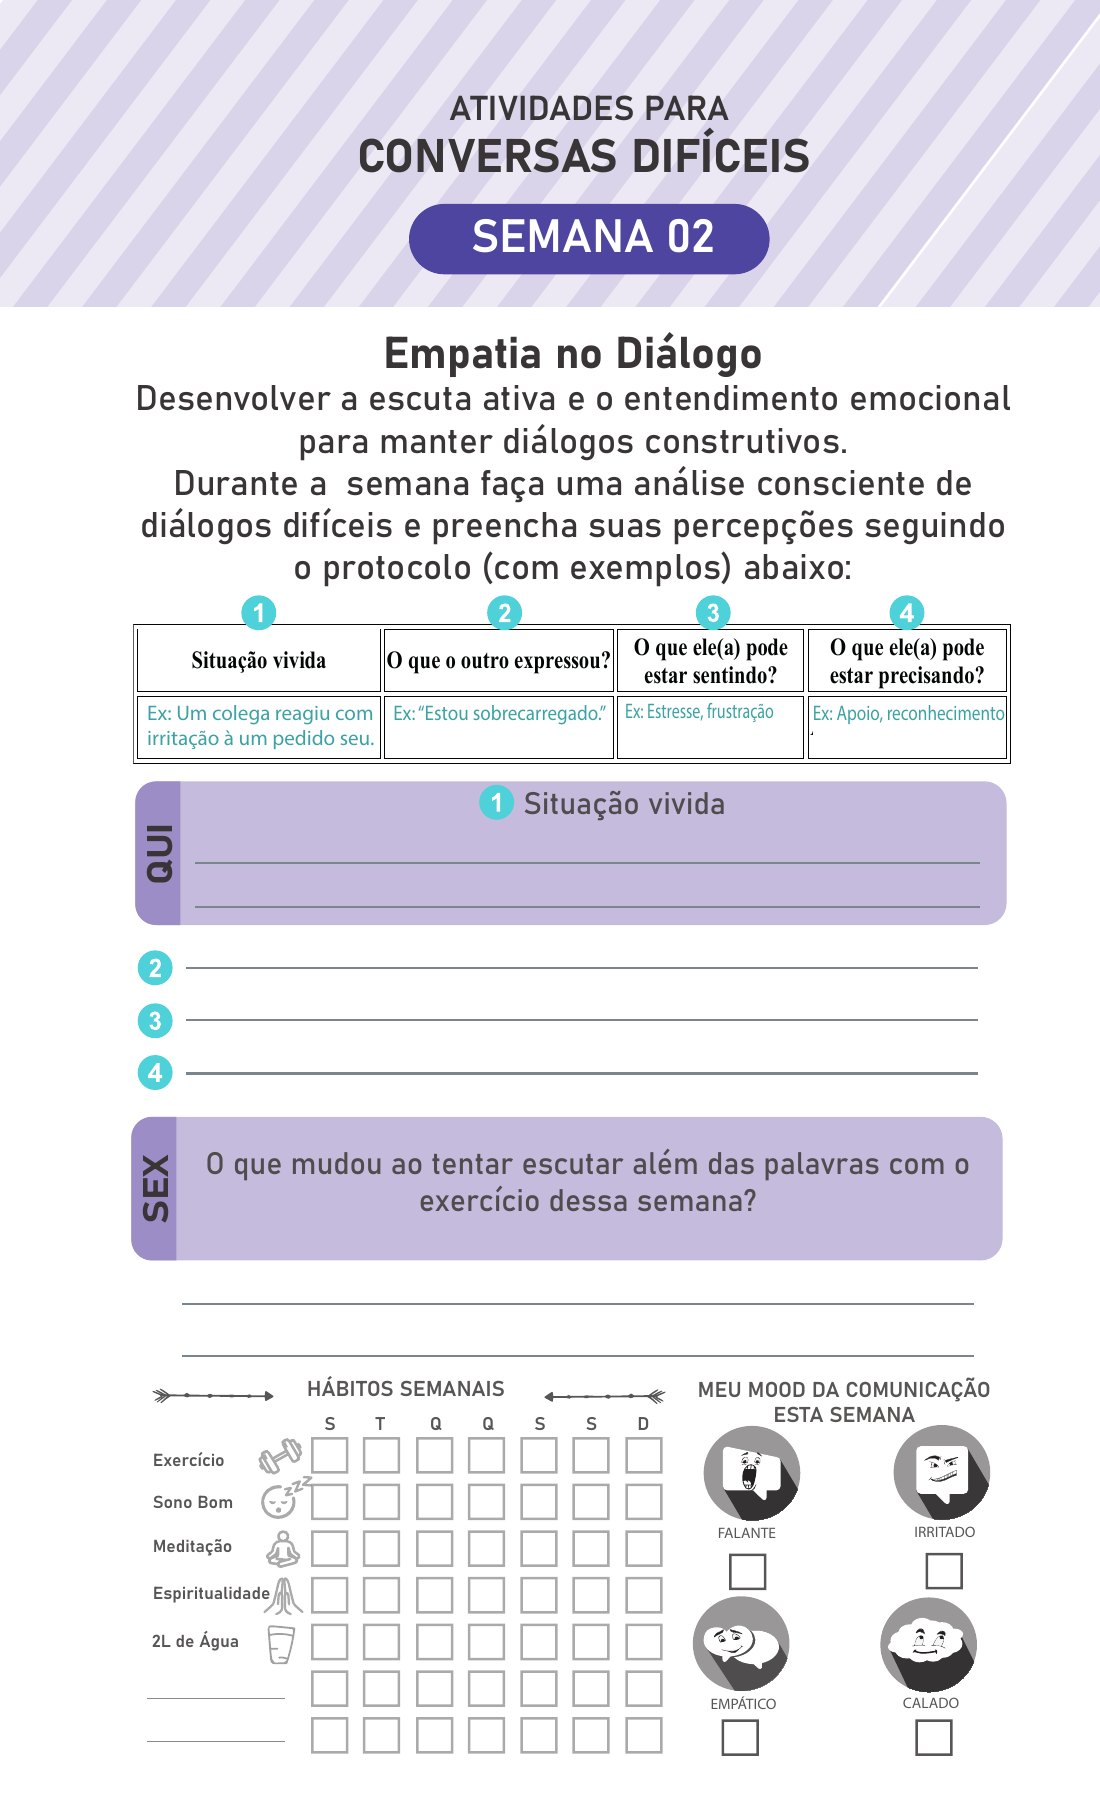 ATIVIDADES PARA
CONVERSAS DIFÍCEIS
SEMANA 02
Empatia no Diálogo
Desenvolver a escuta ativa e o entendimento emocional
para manter diálogos construtivos.
Durante a semana faça uma análise consciente de
diálogos difíceis e preencha suas percepções seguindo
o protocolo (com exemplos) abaixo:
1 2 3 4
Situação vivida
O que o outro expressou?
O que ele(a) pode
estar sentindo?
O que ele(a) pode
estar precisando?
Ex: Um colega reagiu com
irritação à um pedido seu.
Ex: “Estou sobrecarregado.”
Ex: Estresse, frustração
Ex: Apoio, reconhecimento
QUI
1 Situação vivida
2
3
4
SEX
O que mudou ao tentar escutar além das palavras com o
exercício dessa semana?
HÁBITOS SEMANAIS
S T Q Q S S D
Exercício
Sono Bom
zzz
Meditação
Espiritualidade
2L de Água
MEU MOOD DA COMUNICAÇÃO
ESTA SEMANA
FALANTE
IRRITADO
EMPÁTICO
CALADO